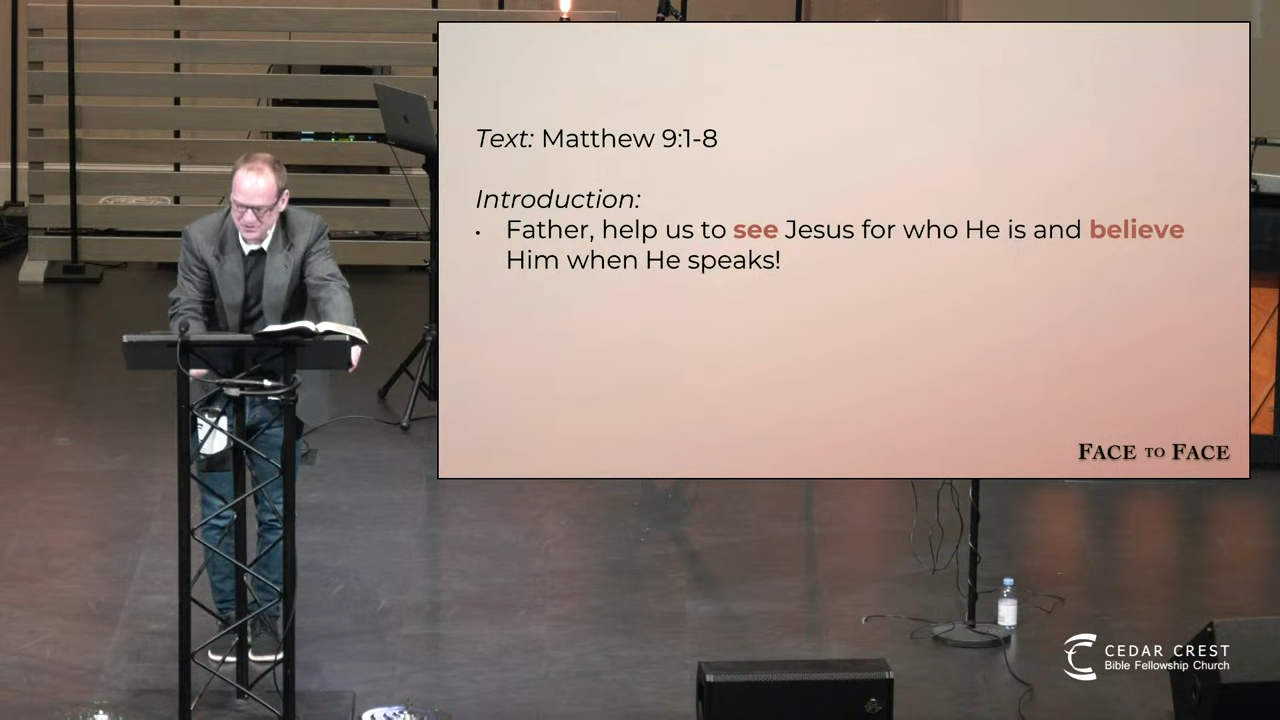 Text: Matthew 9:1-8
Introduction:
• Father, help us to see Jesus for who He is and believe
Him when He speaks!
FACE TO FACE
CEDAR CREST
Bible Fellowship Church